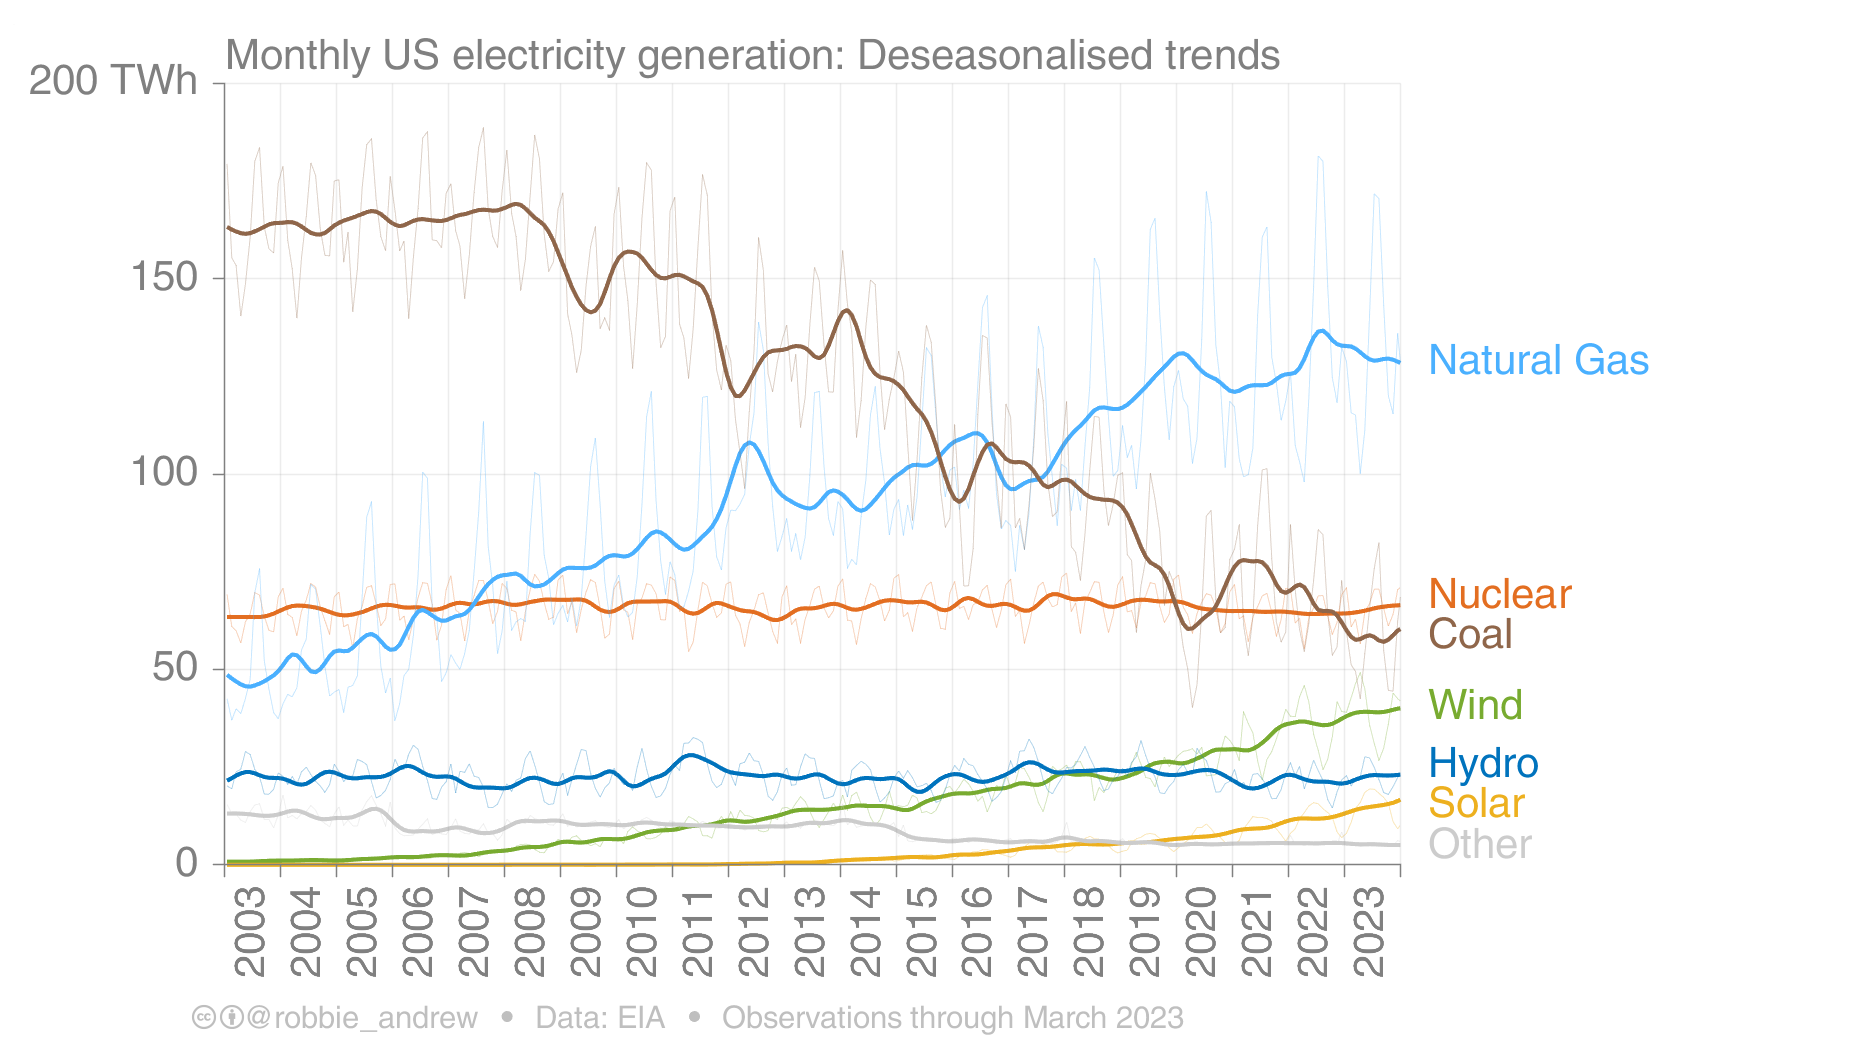 Monthly US electricity generation: Deseasonalised trends
200 TWh
150
100
50
0
Natural Gas
Nuclear
Coal
Wind
Hydro
Solar
Other
2003 2004 2005 2006 2007 2008 2009 2010 2011 2012 2013 2014 2015 2016 2017 2018 2019 2020 2021 2022 2023
cc @robbie_andrew • Data: EIA • Observations through March 2023